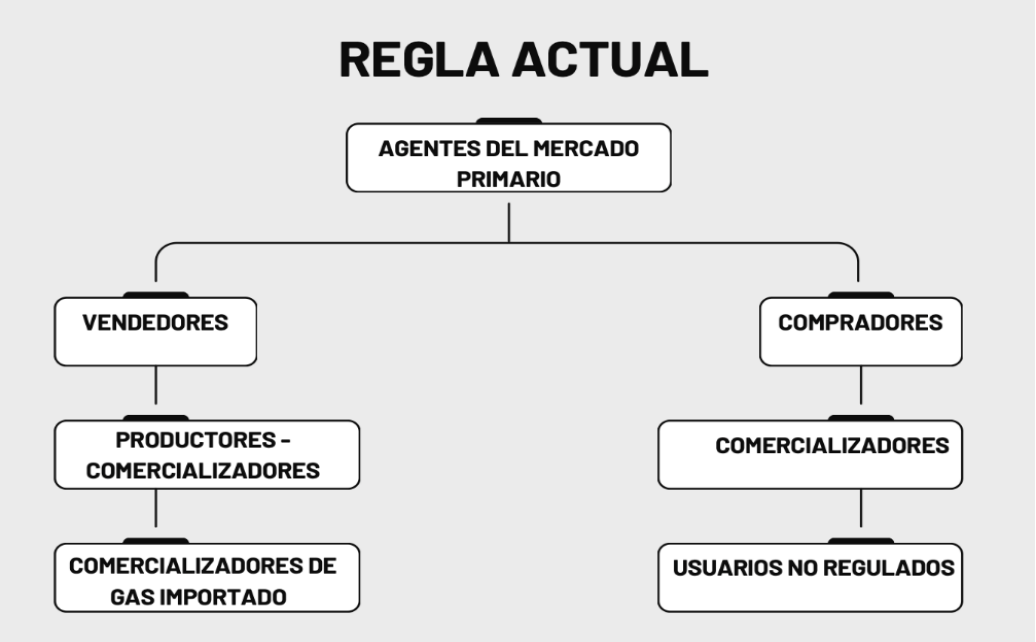 REGLA ACTUAL
AGENTES DEL MERCADO
PRIMARIO
VENDEDORES
COMPRADORES
PRODUCTORES -
COMERCIALIZADORES
COMERCIALIZADORES
COMERCIALIZADORES DE
GAS IMPORTADO
USUARIOS NO REGULADOS